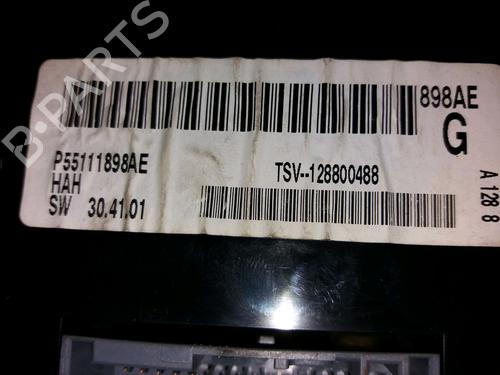 898AE
G
P55111898AE
HAH
SW 30.41.01
TSV--128800488
A 128 8
B-PARTS